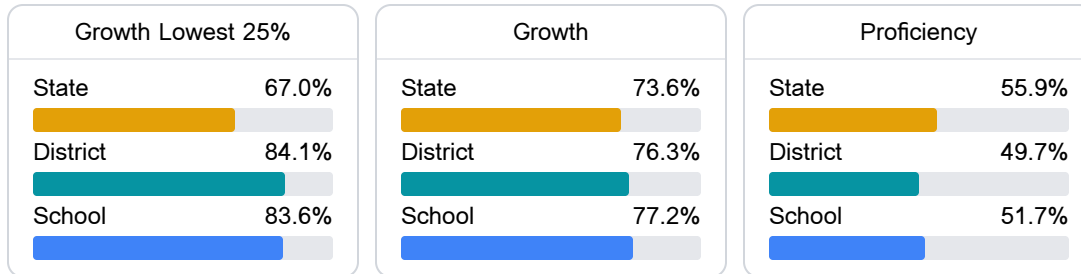 Growth Lowest 25%
State 67.0%
District 84.1%
School 83.6%
Growth
State 73.6%
District 76.3%
School 77.2%
Proficiency
State 55.9%
District 49.7%
School 51.7%